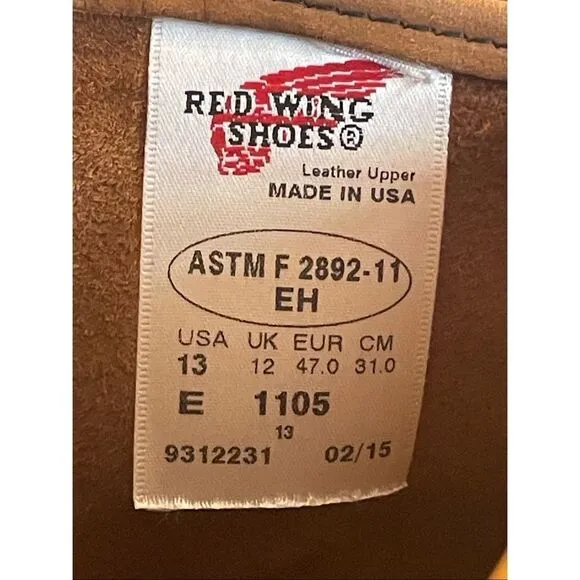 RED WING
SHOES®
Leather Upper
MADE IN USA
ASTM F 2892-11
EH
USA UK EUR CM
13 12 47.0 31.0
E 1105
13
9312231 02/15